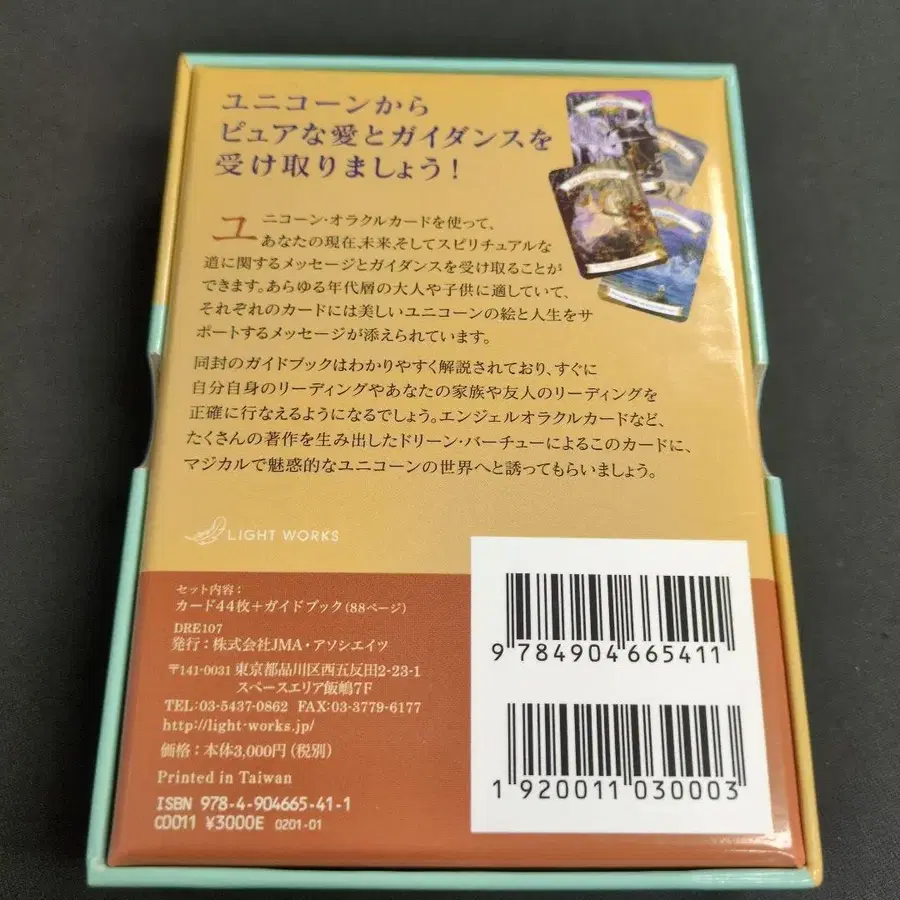 ユニコーンから
ピュアな愛とガイダンスを
受け取りましょう！
ユニコーン・オラクルカードを使って、
あなたの現在、未来、そしてスピリチュアルな
道に関するメッセージとガイダンスを受け取ることが
できます。あらゆる年代層の大人や子供に適していて、
それぞれのカードには美しいユニコーンの絵と人生をサ
ポートするメッセージが添えられています。
同封のガイドブックはわかりやすく解説されており、すぐに
自分自身のリーディングやあなたの家族や友人のリーディングを
正確に行なえるようになるでしょう。エンジェルオラクルカードなど、
たくさんの著作を生み出したドリーン・バーチューによるこのカードに、
マジカルで魅惑的なユニコーンの世界へと誘ってもらいましょう。
LIGHT WORKS
セット内容：
カード44枚＋ガイドブック（88ページ）
DRE107
発行：株式会社JMA・アソシエイツ
〒141-0031 東京都品川区西五反田2-23-1
スペースエリア飯嶋7F
TEL:03-5437-0862 FAX:03-3779-6177
http://light-works.jp/
価格：本体3,000円（税別）
Printed in Taiwan
ISBN 978-4-904665-41-1
C0011 ¥3000E 0201-01
9 784904 665411
1 920011 030003